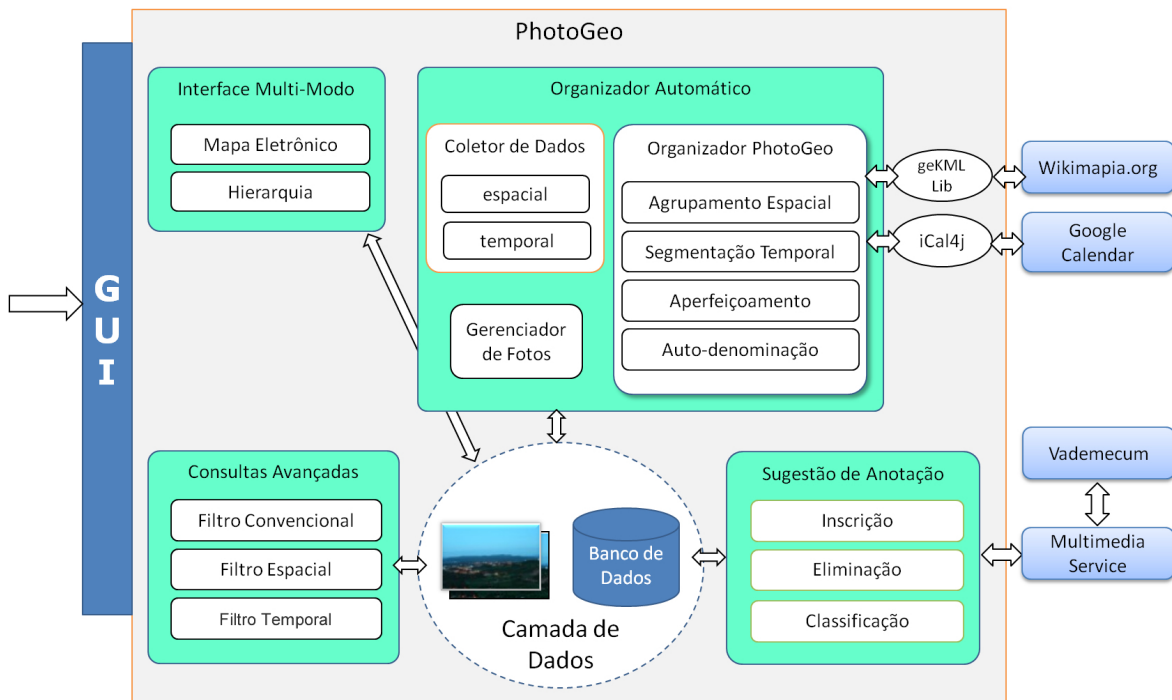 PhotoGeo
GUI
Interface Multi-Modo
Mapa Eletrônico
Hierarquia
Organizador Automático
Coletor de Dados
espacial
temporal
Gerenciador
de Fotos
Organizador PhotoGeo
Agrupamento Espacial
Segmentação Temporal
Aperfeiçoamento
Auto-denominação
geKML
Lib
iCal4j
Wikimapia.org
Google
Calendar
Consultas Avançadas
Filtro Convencional
Filtro Espacial
Filtro Temporal
Banco de
Dados
Camada de
Dados
Sugestão de Anotação
Inscrição
Eliminação
Classificação
Vademecum
Multimedia
Service